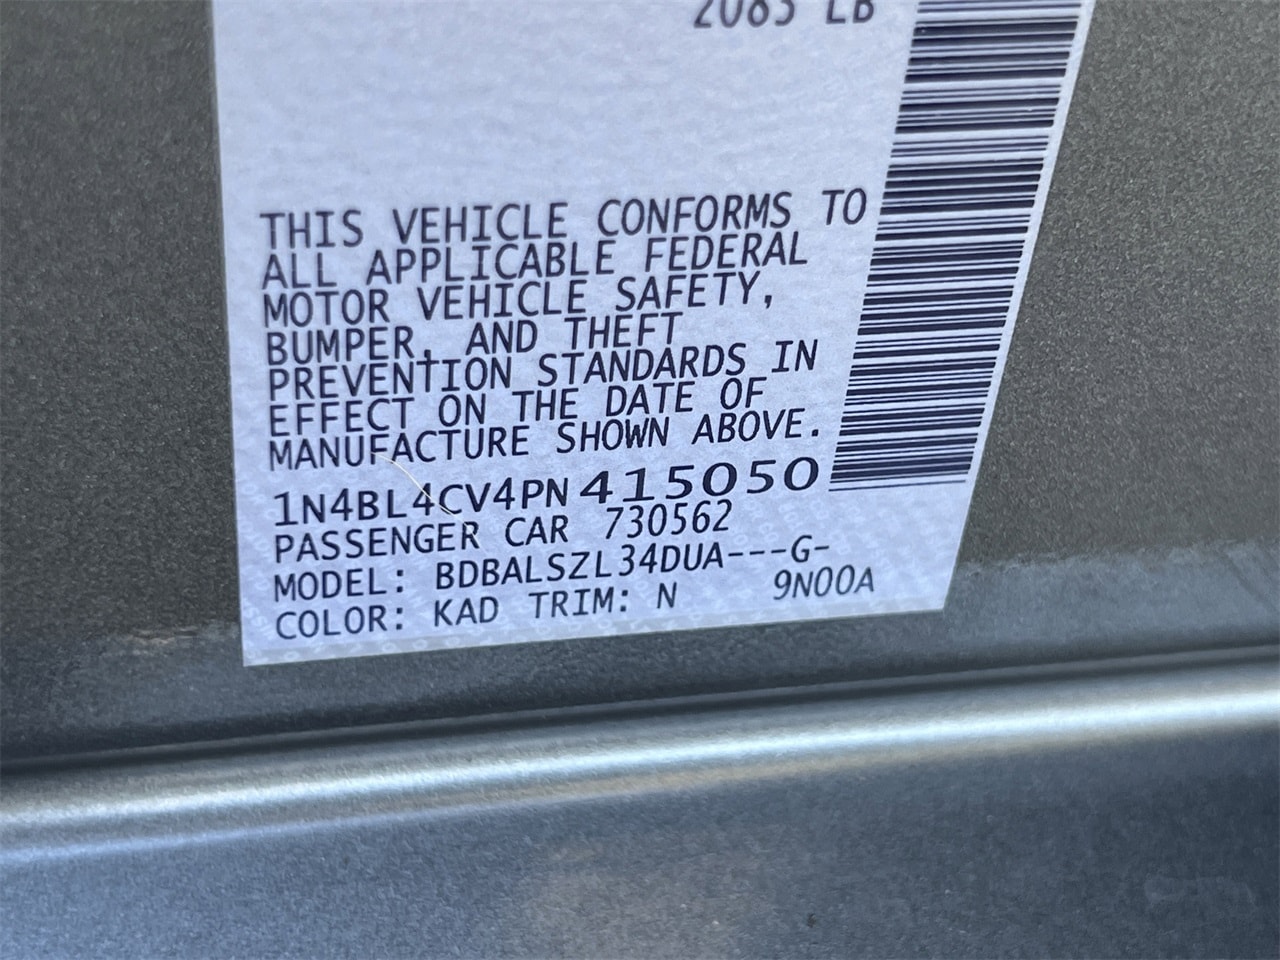 2083 LB
THIS VEHICLE CONFORMS TO
ALL APPLICABLE FEDERAL
MOTOR VEHICLE SAFETY,
BUMPER, AND THEFT
PREVENTION STANDARDS IN
EFFECT ON THE DATE OF
MANUFACTURE SHOWN ABOVE.
1N4BL4CV4PN415050
PASSENGER CAR 730562
MODEL: BDBALSZL34DUA---G-
COLOR: KAD TRIM: N 9N00A